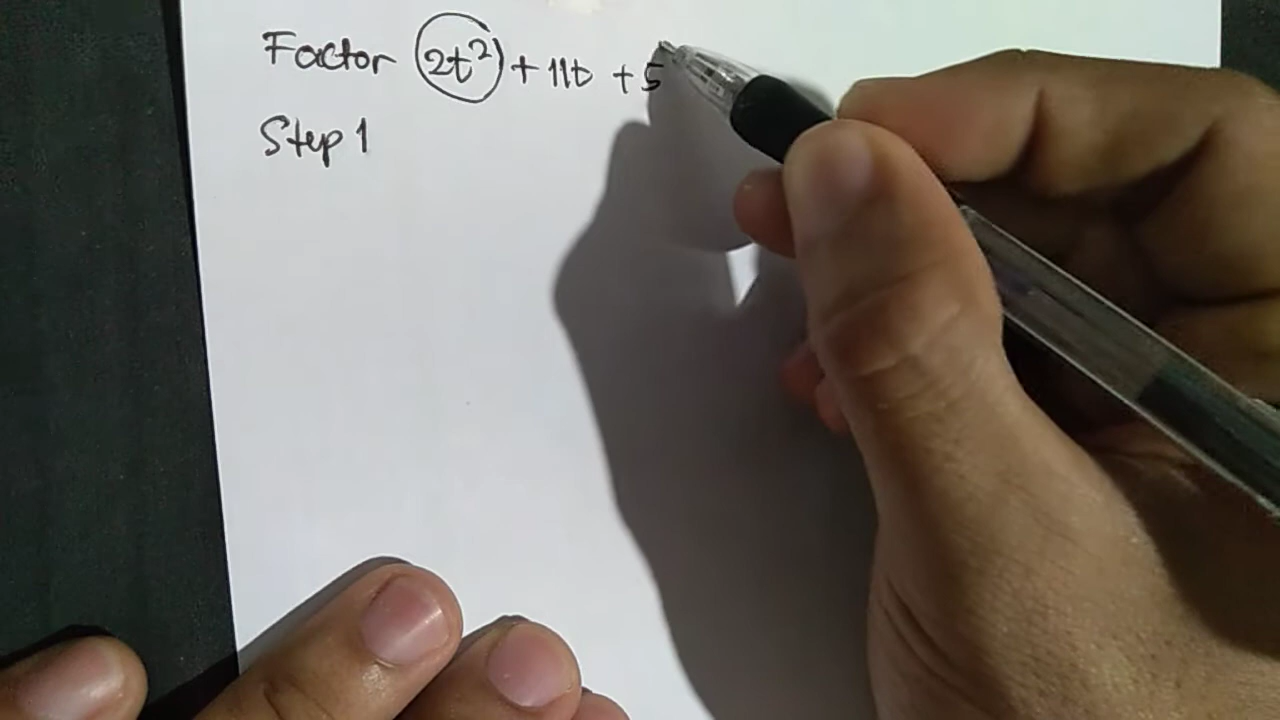 Factor 2t² + 11t + 5
Step 1